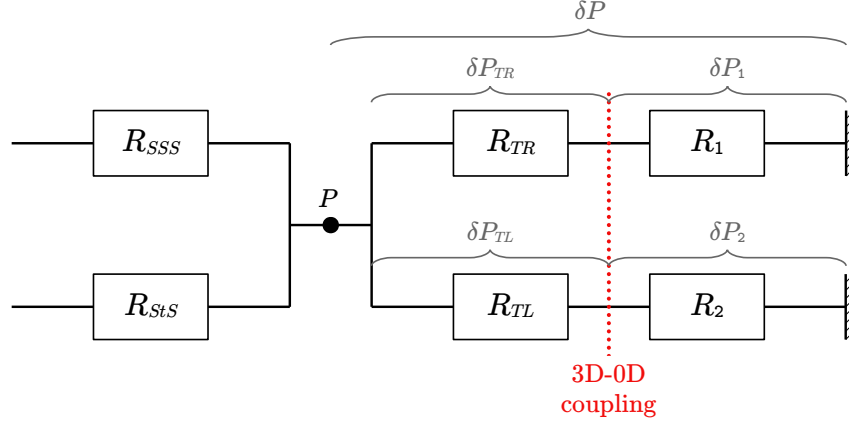 δP
δP_TR δP_1
R_SSS R_TR R_1
P
δP_TL δP_2
R_StS R_TL R_2
3D-0D
coupling